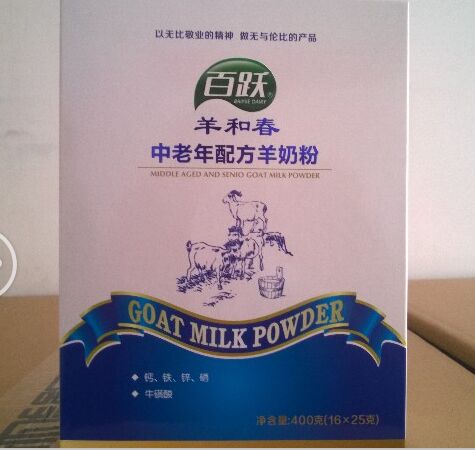 以无比敬业的精神 做无与伦比的产品
百跃®
BAIYUE DAIRY
羊和春
中老年配方羊奶粉
MIDDLE AGED AND SENIO GOAT MILK POWDER
GOAT MILK POWDER
◆ 钙、铁、锌、硒
◆ 牛磺酸
净含量:400克(16×25克)